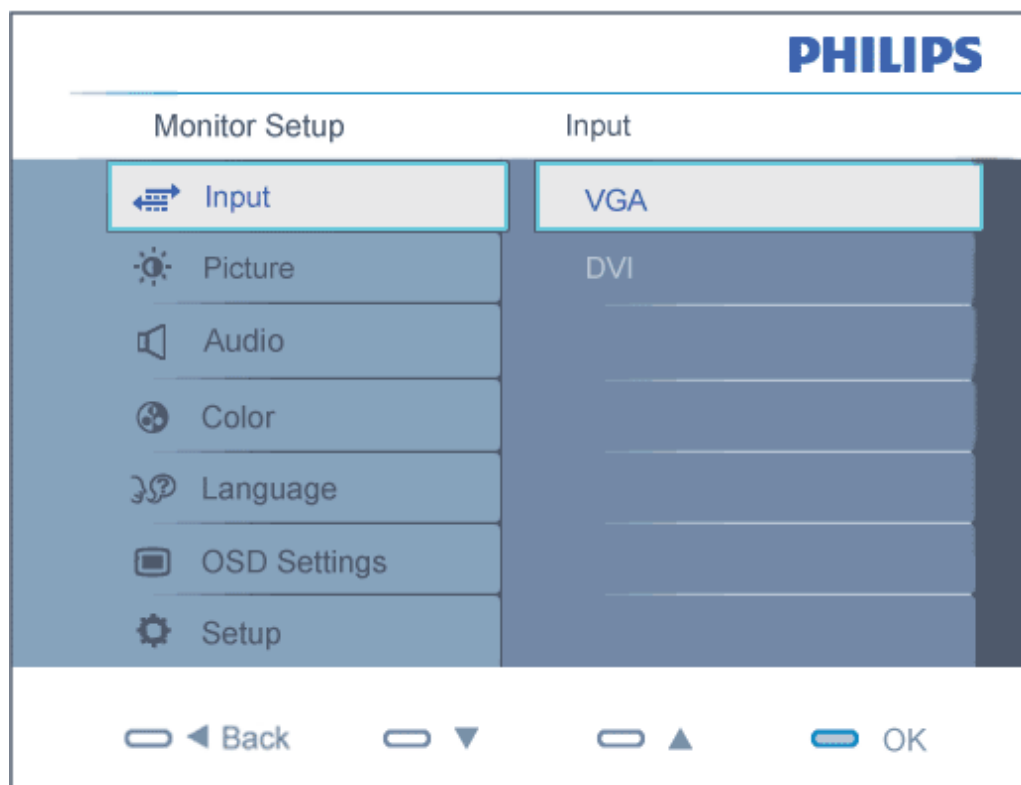 PHILIPS
Monitor Setup Input
Input VGA
Picture DVI
Audio
Color
Language
OSD Settings
Setup
Back OK